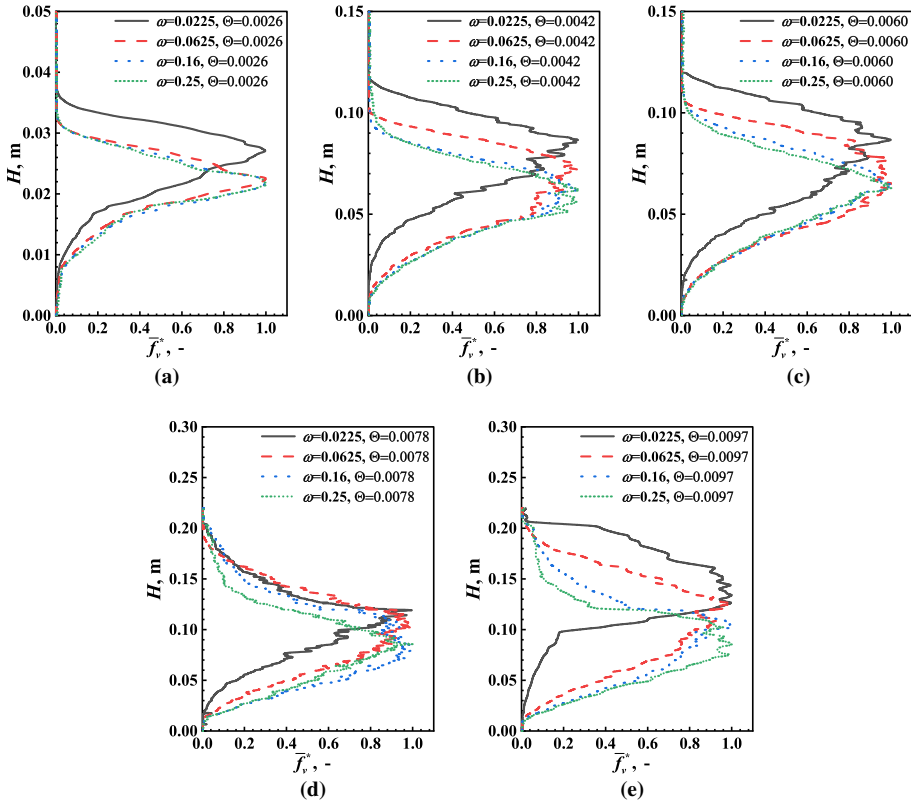 0.05
0.04
0.03
0.02
0.01
0.00
H, m
ω=0.0225, Θ=0.0026
ω=0.0625, Θ=0.0026
ω=0.16, Θ=0.0026
ω=0.25, Θ=0.0026
0.0 0.2 0.4 0.6 0.8 1.0
f̅ᵥ*, -
(a)
0.15
0.10
0.05
0.00
H, m
ω=0.0225, Θ=0.0042
ω=0.0625, Θ=0.0042
ω=0.16, Θ=0.0042
ω=0.25, Θ=0.0042
0.0 0.2 0.4 0.6 0.8 1.0
f̅ᵥ*, -
(b)
0.15
0.10
0.05
0.00
H, m
ω=0.0225, Θ=0.0060
ω=0.0625, Θ=0.0060
ω=0.16, Θ=0.0060
ω=0.25, Θ=0.0060
0.0 0.2 0.4 0.6 0.8 1.0
f̅ᵥ*, -
(c)
0.30
0.25
0.20
0.15
0.10
0.05
0.00
H, m
ω=0.0225, Θ=0.0078
ω=0.0625, Θ=0.0078
ω=0.16, Θ=0.0078
ω=0.25, Θ=0.0078
0.0 0.2 0.4 0.6 0.8 1.0
f̅ᵥ*, -
(d)
0.30
0.25
0.20
0.15
0.10
0.05
0.00
H, m
ω=0.0225, Θ=0.0097
ω=0.0625, Θ=0.0097
ω=0.16, Θ=0.0097
ω=0.25, Θ=0.0097
0.0 0.2 0.4 0.6 0.8 1.0
f̅ᵥ*, -
(e)